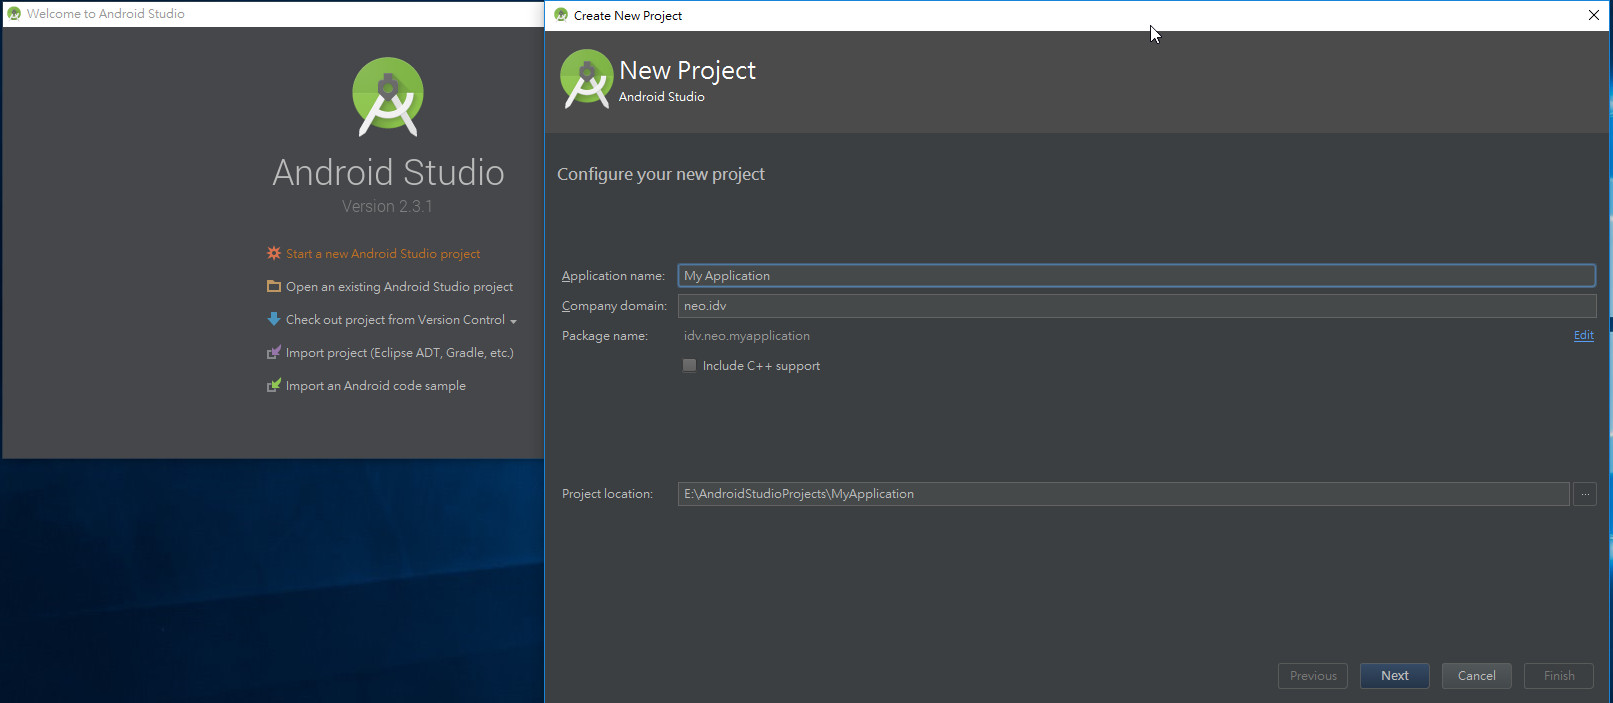 Welcome to Android Studio
Android Studio
Version 2.3.1
Start a new Android Studio project
Open an existing Android Studio project
Check out project from Version Control
Import project (Eclipse ADT, Gradle, etc.)
Import an Android code sample
Create New Project
New Project
Android Studio
Configure your new project
Application name: My Application
Company domain: neo.idv
Package name: idv.neo.myapplication Edit
Include C++ support
Project location: E:\AndroidStudioProjects\MyApplication ...
Previous Next Cancel Finish